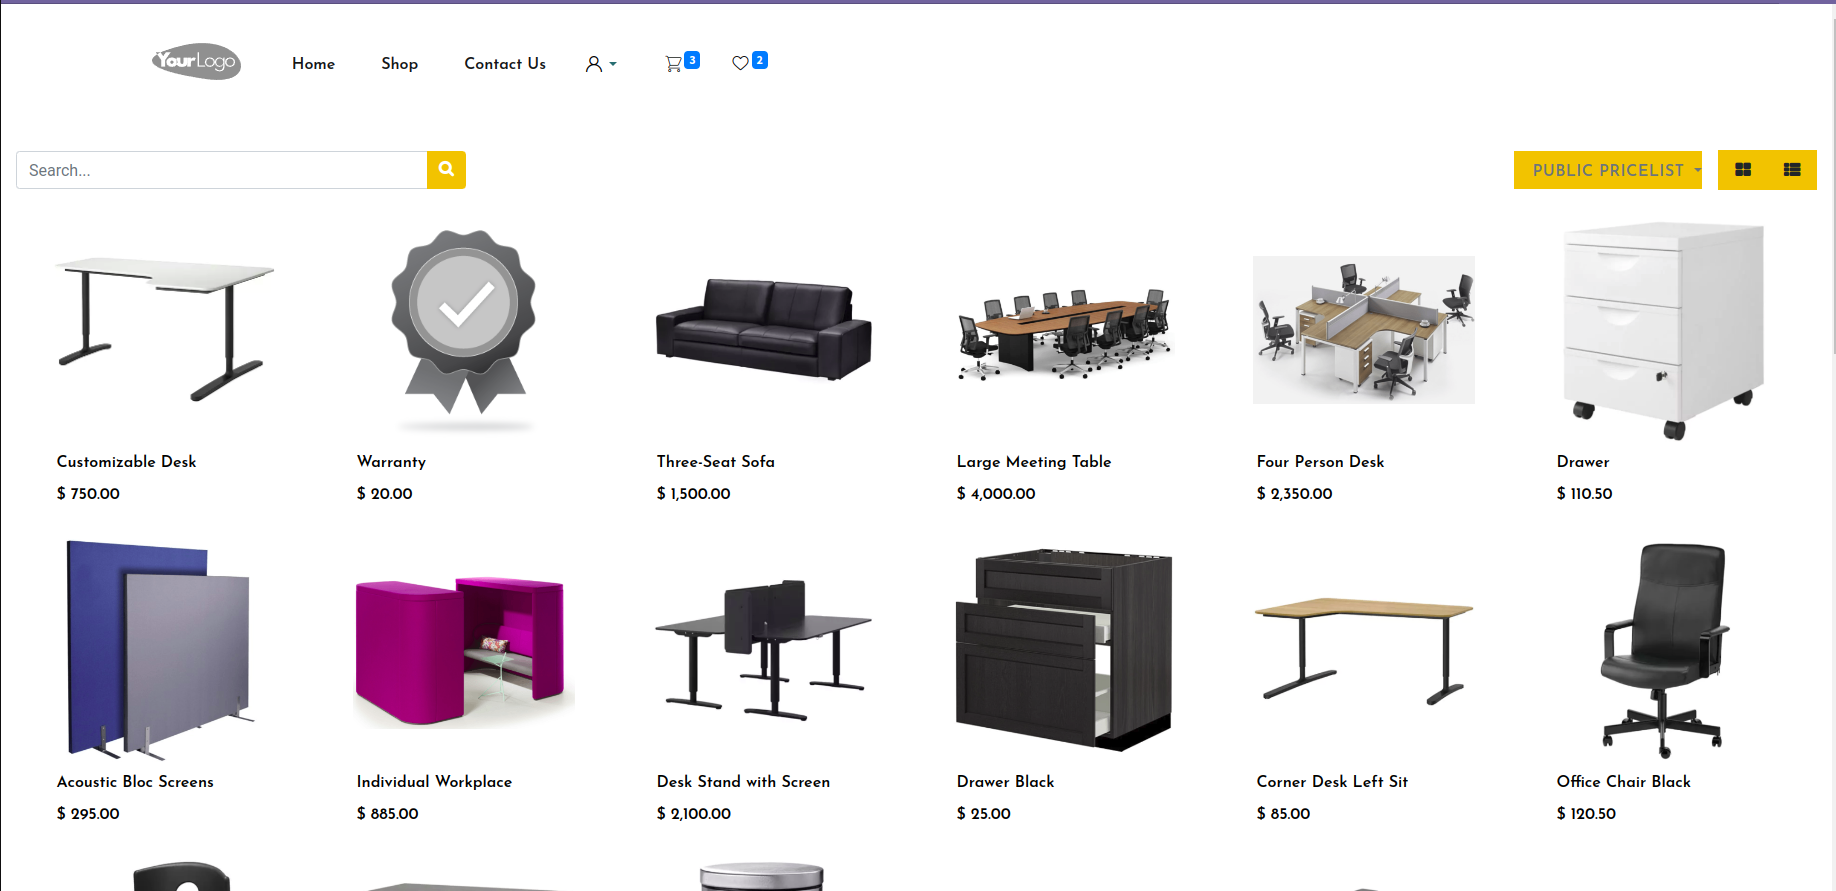 YourLogo
Home Shop Contact Us 3 2
Search...
PUBLIC PRICELIST
Customizable Desk
$ 750.00
Warranty
$ 20.00
Three-Seat Sofa
$ 1,500.00
Large Meeting Table
$ 4,000.00
Four Person Desk
$ 2,350.00
Drawer
$ 110.50
Acoustic Bloc Screens
$ 295.00
Individual Workplace
$ 885.00
Desk Stand with Screen
$ 2,100.00
Drawer Black
$ 25.00
Corner Desk Left Sit
$ 85.00
Office Chair Black
$ 120.50